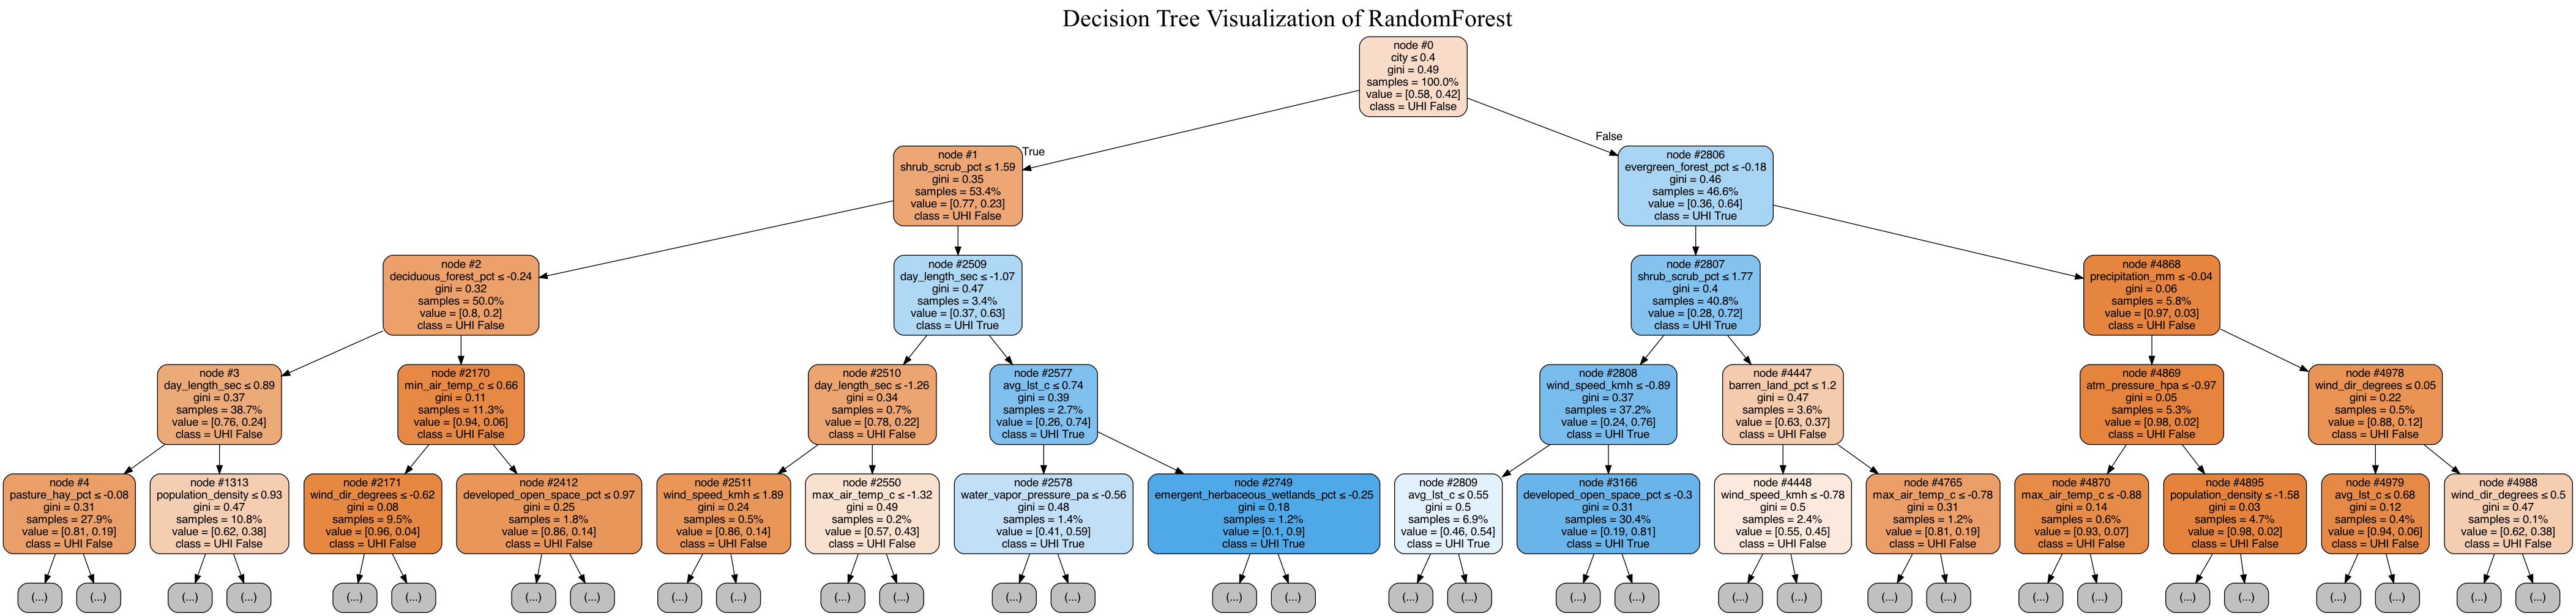 Decision Tree Visualization of RandomForest
node #0
city ≤ 0.4
gini = 0.49
samples = 100.0%
value = [0.58, 0.42]
class = UHI False
True
False
node #1
shrub_scrub_pct ≤ 1.59
gini = 0.35
samples = 53.4%
value = [0.77, 0.23]
class = UHI False
node #2806
evergreen_forest_pct ≤ -0.18
gini = 0.46
samples = 46.6%
value = [0.36, 0.64]
class = UHI True
node #2
deciduous_forest_pct ≤ -0.24
gini = 0.32
samples = 50.0%
value = [0.8, 0.2]
class = UHI False
node #2509
day_length_sec ≤ -1.07
gini = 0.47
samples = 3.4%
value = [0.37, 0.63]
class = UHI True
node #2807
shrub_scrub_pct ≤ 1.77
gini = 0.4
samples = 40.8%
value = [0.28, 0.72]
class = UHI True
node #4868
precipitation_mm ≤ -0.04
gini = 0.06
samples = 5.8%
value = [0.97, 0.03]
class = UHI False
node #3
day_length_sec ≤ 0.89
gini = 0.37
samples = 38.7%
value = [0.76, 0.24]
class = UHI False
node #2170
min_air_temp_c ≤ 0.66
gini = 0.11
samples = 11.3%
value = [0.94, 0.06]
class = UHI False
node #2510
day_length_sec ≤ -1.26
gini = 0.34
samples = 0.7%
value = [0.78, 0.22]
class = UHI False
node #2577
avg_lst_c ≤ 0.74
gini = 0.39
samples = 2.7%
value = [0.26, 0.74]
class = UHI True
node #2808
wind_speed_kmh ≤ -0.89
gini = 0.37
samples = 37.2%
value = [0.24, 0.76]
class = UHI True
node #4447
barren_land_pct ≤ 1.2
gini = 0.47
samples = 3.6%
value = [0.63, 0.37]
class = UHI False
node #4869
atm_pressure_hpa ≤ -0.97
gini = 0.05
samples = 5.3%
value = [0.98, 0.02]
class = UHI False
node #4978
wind_dir_degrees ≤ 0.05
gini = 0.22
samples = 0.5%
value = [0.88, 0.12]
class = UHI False
node #4
pasture_hay_pct ≤ -0.08
gini = 0.31
samples = 27.9%
value = [0.81, 0.19]
class = UHI False
node #1313
population_density ≤ 0.93
gini = 0.47
samples = 10.8%
value = [0.62, 0.38]
class = UHI False
node #2171
wind_dir_degrees ≤ -0.62
gini = 0.08
samples = 9.5%
value = [0.96, 0.04]
class = UHI False
node #2412
developed_open_space_pct ≤ 0.97
gini = 0.25
samples = 1.8%
value = [0.86, 0.14]
class = UHI False
node #2511
wind_speed_kmh ≤ 1.89
gini = 0.24
samples = 0.5%
value = [0.86, 0.14]
class = UHI False
node #2550
max_air_temp_c ≤ -1.32
gini = 0.49
samples = 0.2%
value = [0.57, 0.43]
class = UHI False
node #2578
water_vapor_pressure_pa ≤ -0.56
gini = 0.48
samples = 1.4%
value = [0.41, 0.59]
class = UHI True
node #2749
emergent_herbaceous_wetlands_pct ≤ -0.25
gini = 0.18
samples = 1.2%
value = [0.1, 0.9]
class = UHI True
node #2809
avg_lst_c ≤ 0.55
gini = 0.5
samples = 6.9%
value = [0.46, 0.54]
class = UHI True
node #3166
developed_open_space_pct ≤ -0.3
gini = 0.31
samples = 30.4%
value = [0.19, 0.81]
class = UHI True
node #4448
wind_speed_kmh ≤ -0.78
gini = 0.5
samples = 2.4%
value = [0.55, 0.45]
class = UHI False
node #4765
max_air_temp_c ≤ -0.78
gini = 0.31
samples = 1.2%
value = [0.81, 0.19]
class = UHI False
node #4870
max_air_temp_c ≤ -0.88
gini = 0.14
samples = 0.6%
value = [0.93, 0.07]
class = UHI False
node #4895
population_density ≤ -1.58
gini = 0.03
samples = 4.7%
value = [0.98, 0.02]
class = UHI False
node #4979
avg_lst_c ≤ 0.68
gini = 0.12
samples = 0.4%
value = [0.94, 0.06]
class = UHI False
node #4988
wind_dir_degrees ≤ 0.5
gini = 0.47
samples = 0.1%
value = [0.62, 0.38]
class = UHI False
(...) (...) (...) (...) (...) (...) (...) (...) (...) (...) (...) (...) (...) (...) (...) (...) (...) (...) (...) (...) (...) (...) (...) (...) (...) (...) (...) (...) (...) (...) (...) (...)